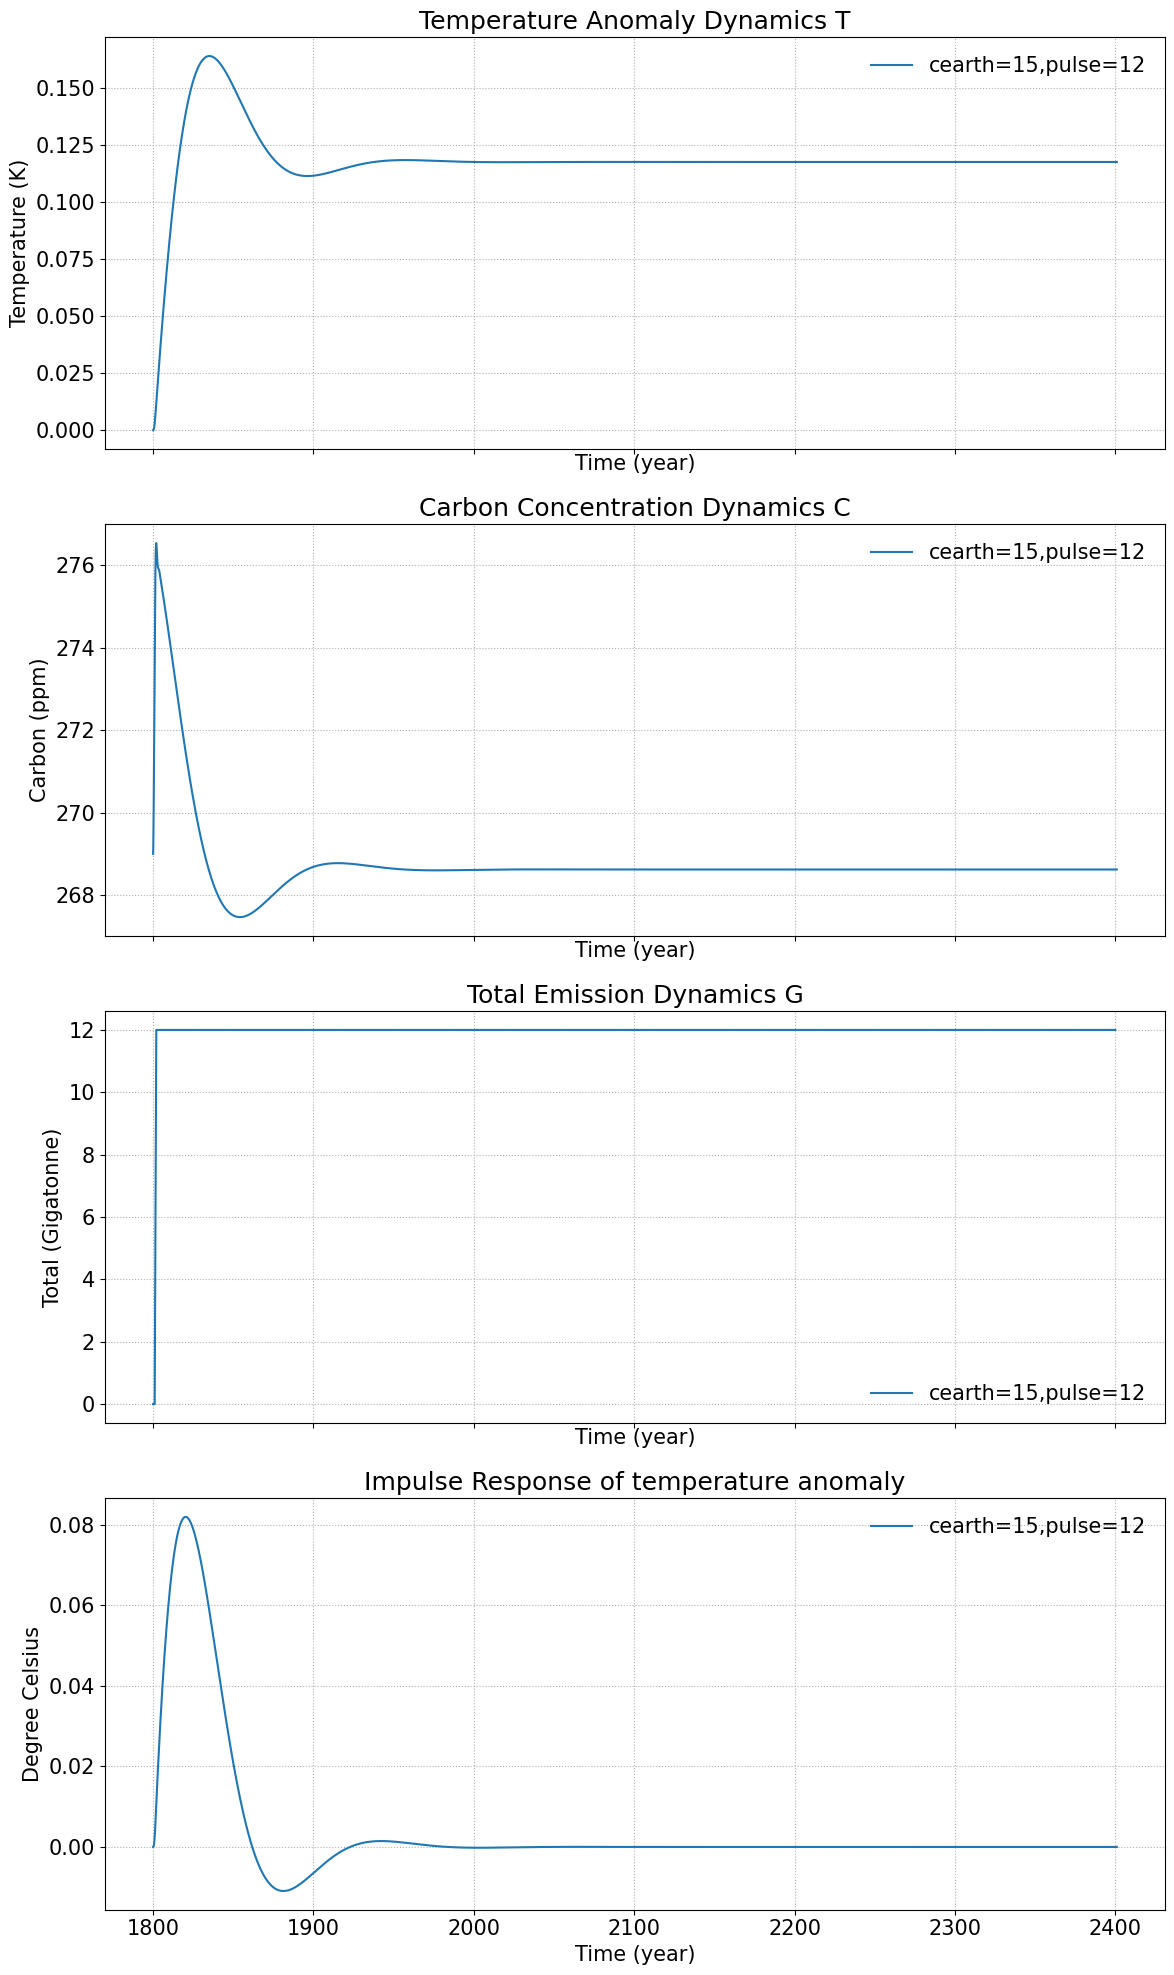 Temperature Anomaly Dynamics T
cearth=15,pulse=12
0.150
0.125
0.100
0.075
0.050
0.025
0.000
Temperature (K)
Time (year)
Carbon Concentration Dynamics C
cearth=15,pulse=12
276
274
272
270
268
Carbon (ppm)
Time (year)
Total Emission Dynamics G
12
10
8
6
4
2
0
Total (Gigatonne)
cearth=15,pulse=12
Time (year)
Impulse Response of temperature anomaly
cearth=15,pulse=12
0.08
0.06
0.04
0.02
0.00
Degree Celsius
1800 1900 2000 2100 2200 2300 2400
Time (year)